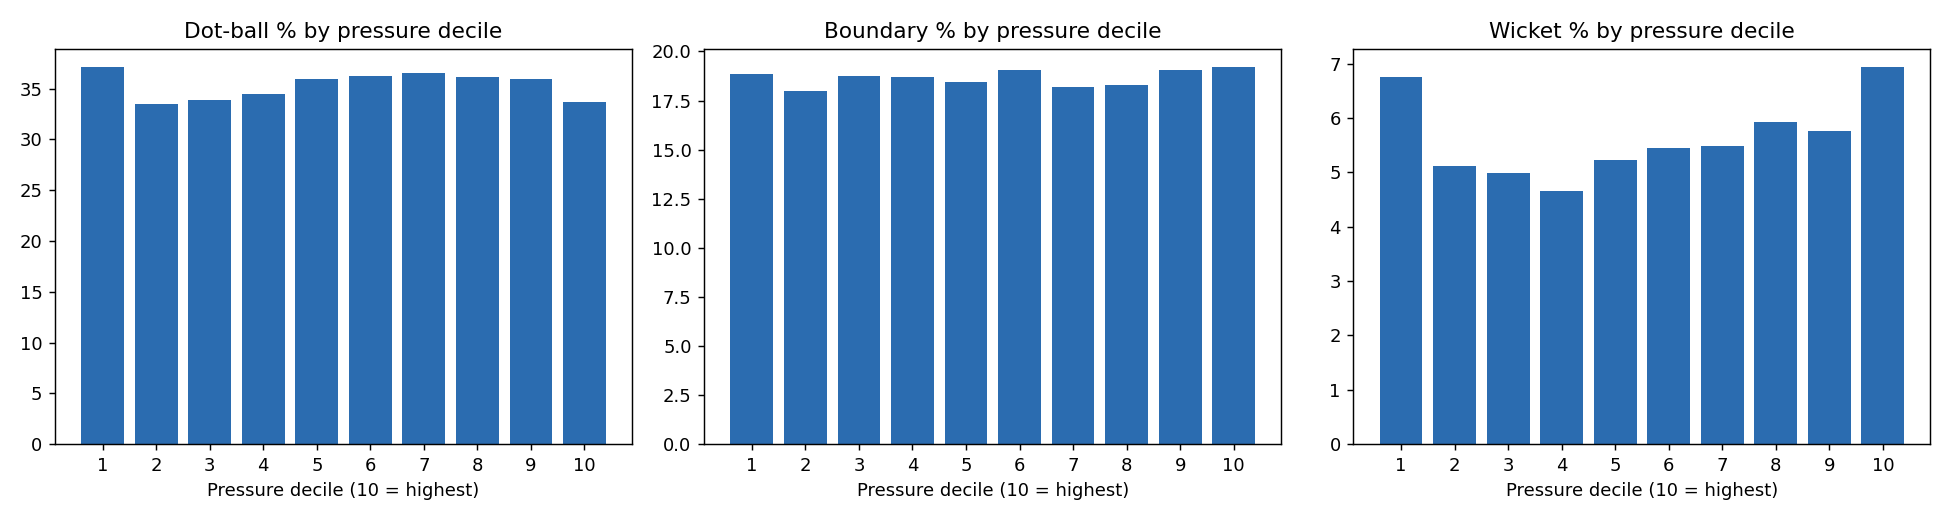 Dot-ball % by pressure decile
35
30
25
20
15
10
5
0
1 2 3 4 5 6 7 8 9 10
Pressure decile (10 = highest)
Boundary % by pressure decile
20.0
17.5
15.0
12.5
10.0
7.5
5.0
2.5
0.0
1 2 3 4 5 6 7 8 9 10
Pressure decile (10 = highest)
Wicket % by pressure decile
7
6
5
4
3
2
1
0
1 2 3 4 5 6 7 8 9 10
Pressure decile (10 = highest)